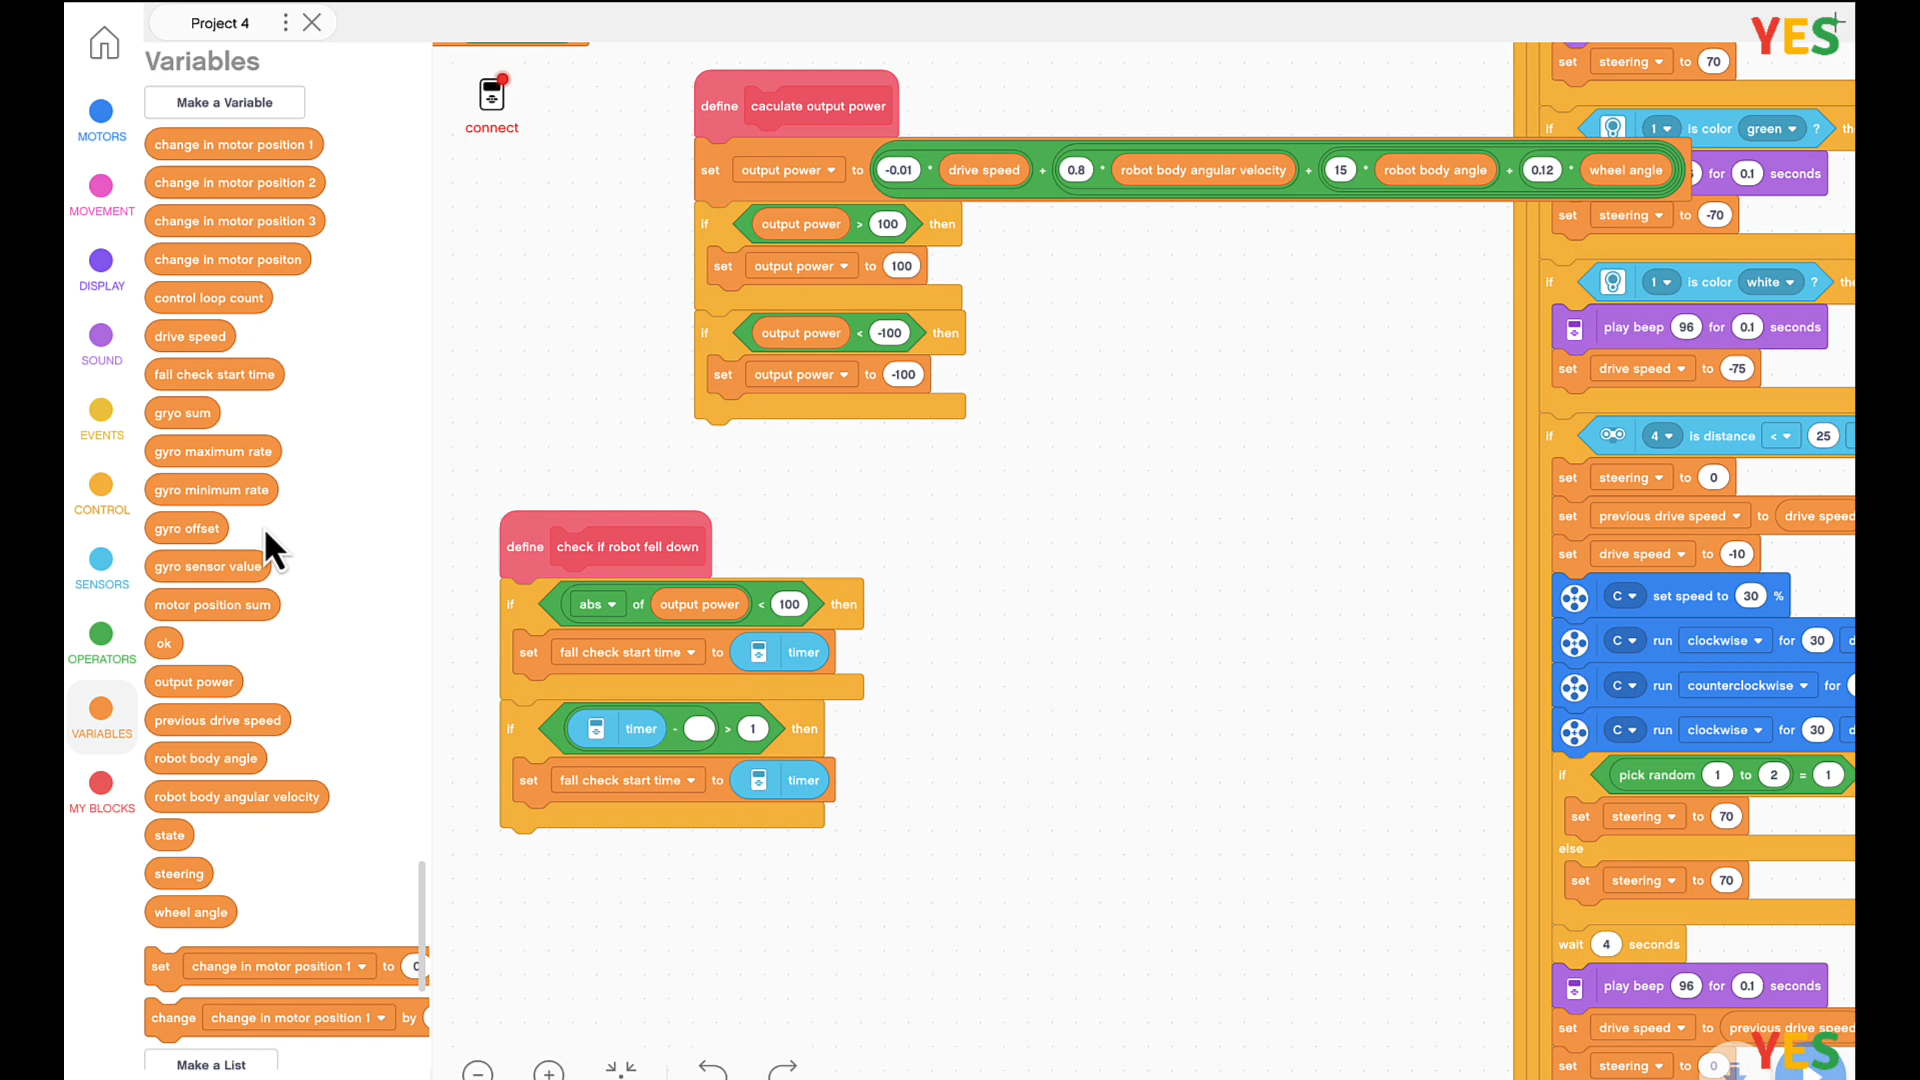 Project 4
YES
Variables
Make a Variable
change in motor position 1
change in motor position 2
change in motor position 3
change in motor positon
control loop count
drive speed
fall check start time
gryo sum
gyro maximum rate
gyro minimum rate
gyro offset
gyro sensor value
motor position sum
ok
output power
previous drive speed
robot body angle
robot body angular velocity
state
steering
wheel angle
set change in motor position 1 to
change change in motor position 1 by
Make a List
MOTORS
MOVEMENT
DISPLAY
SOUND
EVENTS
CONTROL
SENSORS
OPERATORS
VARIABLES
MY BLOCKS
connect
define caculate output power
set output power to -0.01 * drive speed + 0.8 * robot body angular velocity + 15 * robot body angle + 0.12 * wheel angle
if output power > 100 then
set output power to 100
if output power < -100 then
set output power to -100
define check if robot fell down
if abs of output power < 100 then
set fall check start time to timer
if timer - > 1 then
set fall check start time to timer
set steering to 70
if 1 is color green ?
for 0.1 seconds
set steering to -70
if 1 is color white ?
play beep 96 for 0.1 seconds
set drive speed to -75
if 4 is distance < 25
set steering to 0
set previous drive speed to drive speed
set drive speed to -10
C set speed to 30 %
C run clockwise for 30
C run counterclockwise for
C run clockwise for 30
if pick random 1 to 2 = 1
set steering to 70
else
set steering to 70
wait 4 seconds
play beep 96 for 0.1 seconds
set drive speed to previous drive speed
set steering to 0
YES